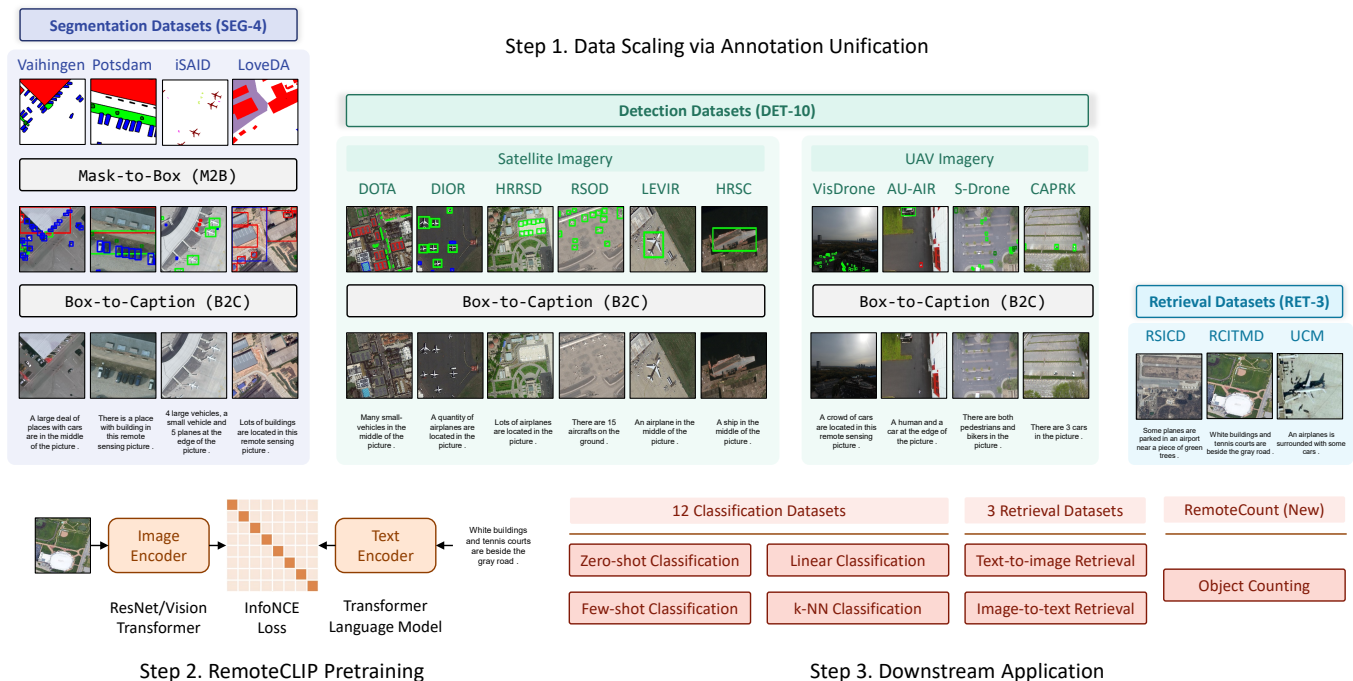 Segmentation Datasets (SEG-4)
Step 1. Data Scaling via Annotation Unification
Vaihingen Potsdam iSAID LoveDA
Mask-to-Box (M2B)
Box-to-Caption (B2C)
A large deal of
places with cars
are in the middle
of the picture .
There is a place
with building in
this remote
sensing picture .
4 large vehicles, a
small vehicle and
5 planes at the
edge of the
picture .
Lots of buildings
are located in this
remote sensing
picture .
Detection Datasets (DET-10)
Satellite Imagery
DOTA DIOR HRRSD RSOD LEVIR HRSC
Box-to-Caption (B2C)
Many small-
vehicles in the
middle of the
picture .
A quantity of
airplanes are
located in the
picture .
Lots of airplanes
are located in the
picture .
There are 15
aircrafts on the
ground .
An airplane in the
middle of the
picture .
A ship in the
middle of the
picture .
UAV Imagery
VisDrone AU-AIR S-Drone CAPRK
Box-to-Caption (B2C)
A crowd of cars
are located in this
remote sensing
picture .
A human and a
car at the edge of
the picture .
There are both
pedestrians and
bikers in the
picture .
There are 3 cars
in the picture .
Retrieval Datasets (RET-3)
RSICD RCITMD UCM
Some planes are
parked in an airport
near a piece of green
trees .
White buildings and
tennis courts are
beside the gray road .
An airplanes is
surrounded with some
cars .
Image
Encoder
Text
Encoder
White buildings
and tennis courts
are beside the
gray road .
ResNet/Vision
Transformer
InfoNCE
Loss
Transformer
Language Model
Step 2. RemoteCLIP Pretraining
12 Classification Datasets
3 Retrieval Datasets
RemoteCount (New)
Zero-shot Classification
Linear Classification
Text-to-image Retrieval
Object Counting
Few-shot Classification
k-NN Classification
Image-to-text Retrieval
Step 3. Downstream Application